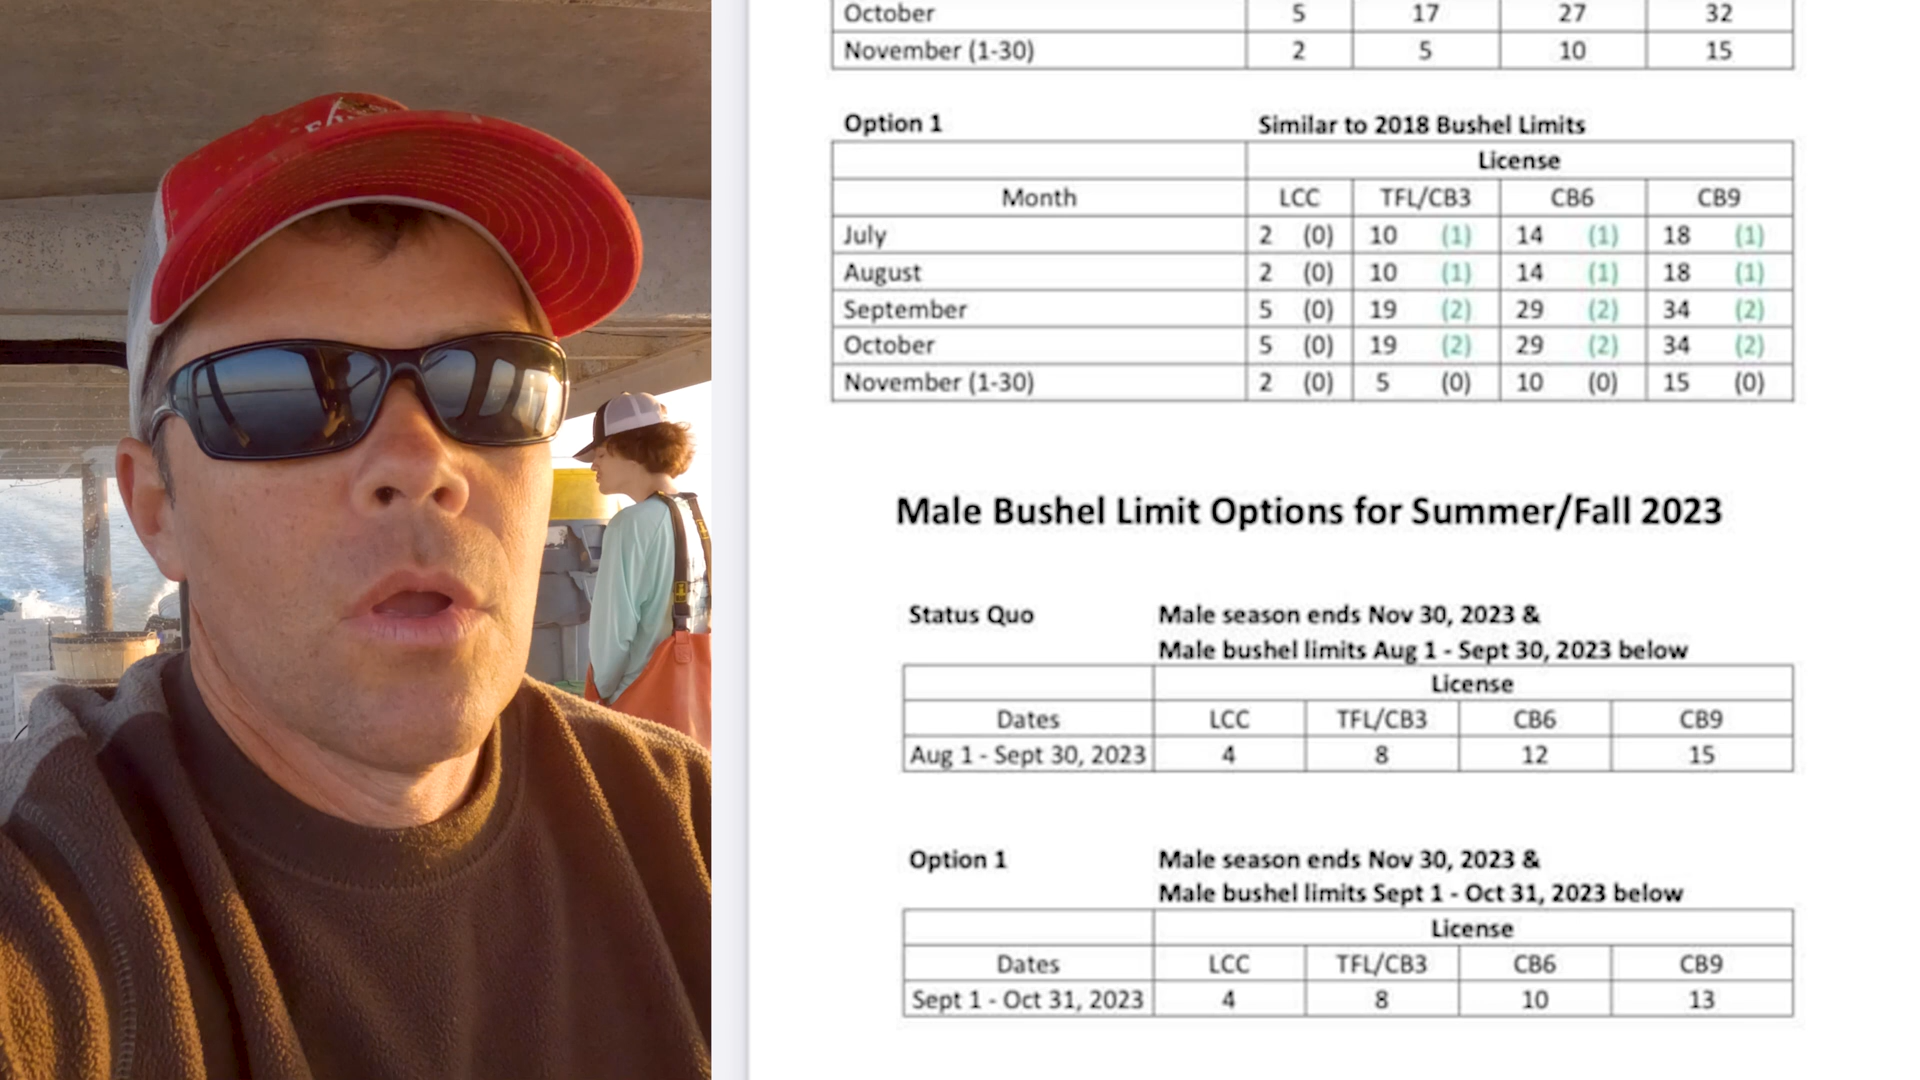 October 5 17 27 32
November (1-30) 2 5 10 15
Option 1 Similar to 2018 Bushel Limits
License
Month LCC TFL/CB3 CB6 CB9
July 2 (0) 10 (1) 14 (1) 18 (1)
August 2 (0) 10 (1) 14 (1) 18 (1)
September 5 (0) 19 (2) 29 (2) 34 (2)
October 5 (0) 19 (2) 29 (2) 34 (2)
November (1-30) 2 (0) 5 (0) 10 (0) 15 (0)
Male Bushel Limit Options for Summer/Fall 2023
Status Quo Male season ends Nov 30, 2023 &
Male bushel limits Aug 1 - Sept 30, 2023 below
License
Dates LCC TFL/CB3 CB6 CB9
Aug 1 - Sept 30, 2023 4 8 12 15
Option 1 Male season ends Nov 30, 2023 &
Male bushel limits Sept 1 - Oct 31, 2023 below
License
Dates LCC TFL/CB3 CB6 CB9
Sept 1 - Oct 31, 2023 4 8 10 13